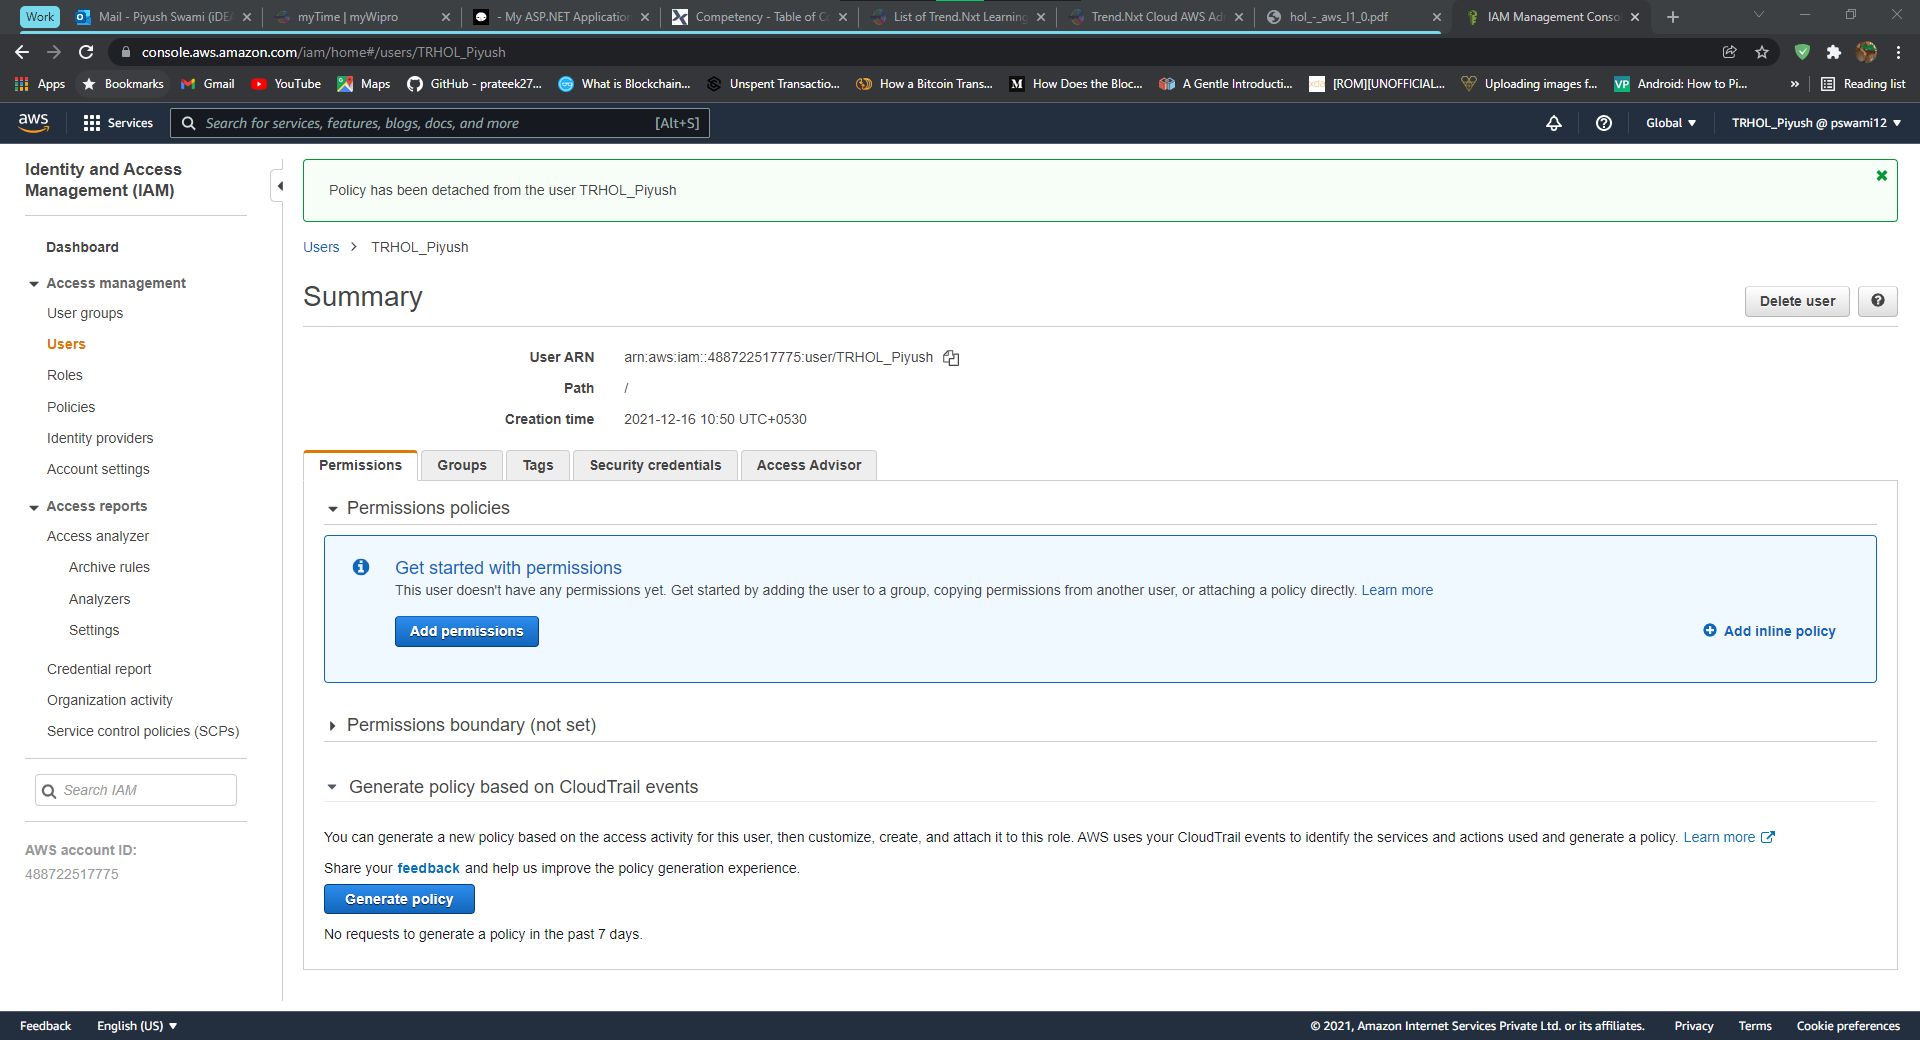 Work
Mail - Piyush Swami (iDEA
myTime | myWipro
- My ASP.NET Application
Competency - Table of Co
List of Trend.Nxt Learning
Trend.Nxt Cloud AWS Adm
hol_-_aws_l1_0.pdf
IAM Management Conso
console.aws.amazon.com/iam/home#/users/TRHOL_Piyush
Apps
Bookmarks
Gmail
YouTube
Maps
GitHub - prateek27...
What is Blockchain...
Unspent Transactio...
How a Bitcoin Trans...
How Does the Bloc...
A Gentle Introducti...
[ROM][UNOFFICIAL...
Uploading images f...
VP
Android: How to Pi...
»
Reading list
aws
Services
Search for services, features, blogs, docs, and more
[Alt+S]
Global
TRHOL_Piyush @ pswami12
Identity and Access
Management (IAM)
Dashboard
Access management
User groups
Users
Roles
Policies
Identity providers
Account settings
Access reports
Access analyzer
Archive rules
Analyzers
Settings
Credential report
Organization activity
Service control policies (SCPs)
Search IAM
AWS account ID:
488722517775
Policy has been detached from the user TRHOL_Piyush
Users > TRHOL_Piyush
Summary
Delete user
User ARN arn:aws:iam::488722517775:user/TRHOL_Piyush
Path /
Creation time 2021-12-16 10:50 UTC+0530
Permissions
Groups
Tags
Security credentials
Access Advisor
Permissions policies
Get started with permissions
This user doesn't have any permissions yet. Get started by adding the user to a group, copying permissions from another user, or attaching a policy directly. Learn more
Add permissions
Add inline policy
Permissions boundary (not set)
Generate policy based on CloudTrail events
You can generate a new policy based on the access activity for this user, then customize, create, and attach it to this role. AWS uses your CloudTrail events to identify the services and actions used and generate a policy. Learn more
Share your feedback and help us improve the policy generation experience.
Generate policy
No requests to generate a policy in the past 7 days.
Feedback
English (US)
© 2021, Amazon Internet Services Private Ltd. or its affiliates.
Privacy
Terms
Cookie preferences